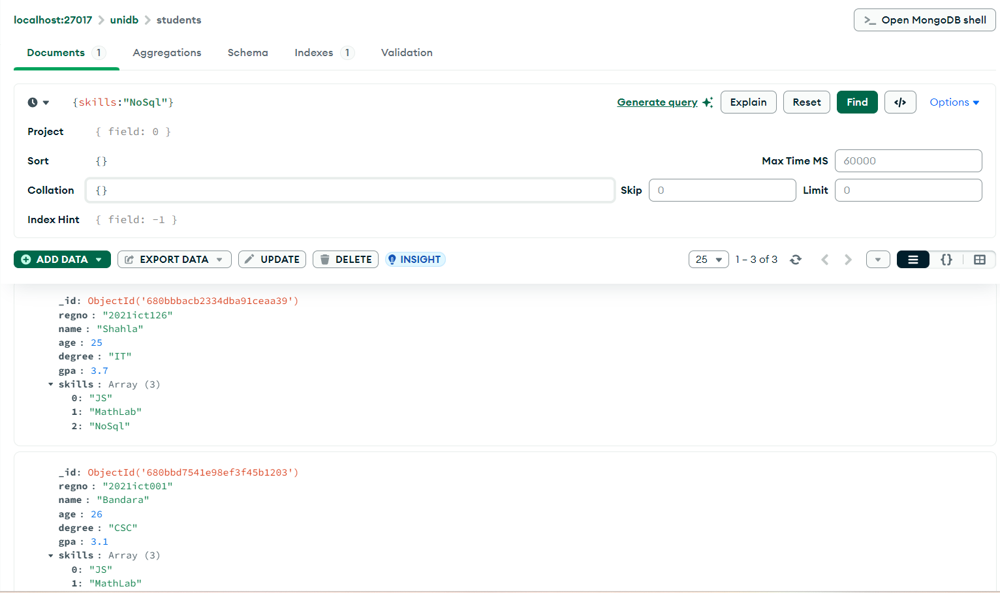 localhost:27017 > unidb > students
>_ Open MongoDB shell
Documents 1 Aggregations Schema Indexes 1 Validation
{skills:"NoSql"} Generate query Explain Reset Find </> Options
Project { field: 0 }
Sort {} Max Time MS 60000
Collation {} Skip 0 Limit 0
Index Hint { field: -1 }
ADD DATA EXPORT DATA UPDATE DELETE INSIGHT 25 1 – 3 of 3 {}
_id: ObjectId('680bbbacb2334dba91ceaa39')
regno : "2021ict126"
name : "Shahla"
age : 25
degree : "IT"
gpa : 3.7
skills : Array (3)
0: "JS"
1: "MathLab"
2: "NoSql"
_id: ObjectId('680bbd7541e98ef3f45b1203')
regno : "2021ict001"
name : "Bandara"
age : 26
degree : "CSC"
gpa : 3.1
skills : Array (3)
0: "JS"
1: "MathLab"